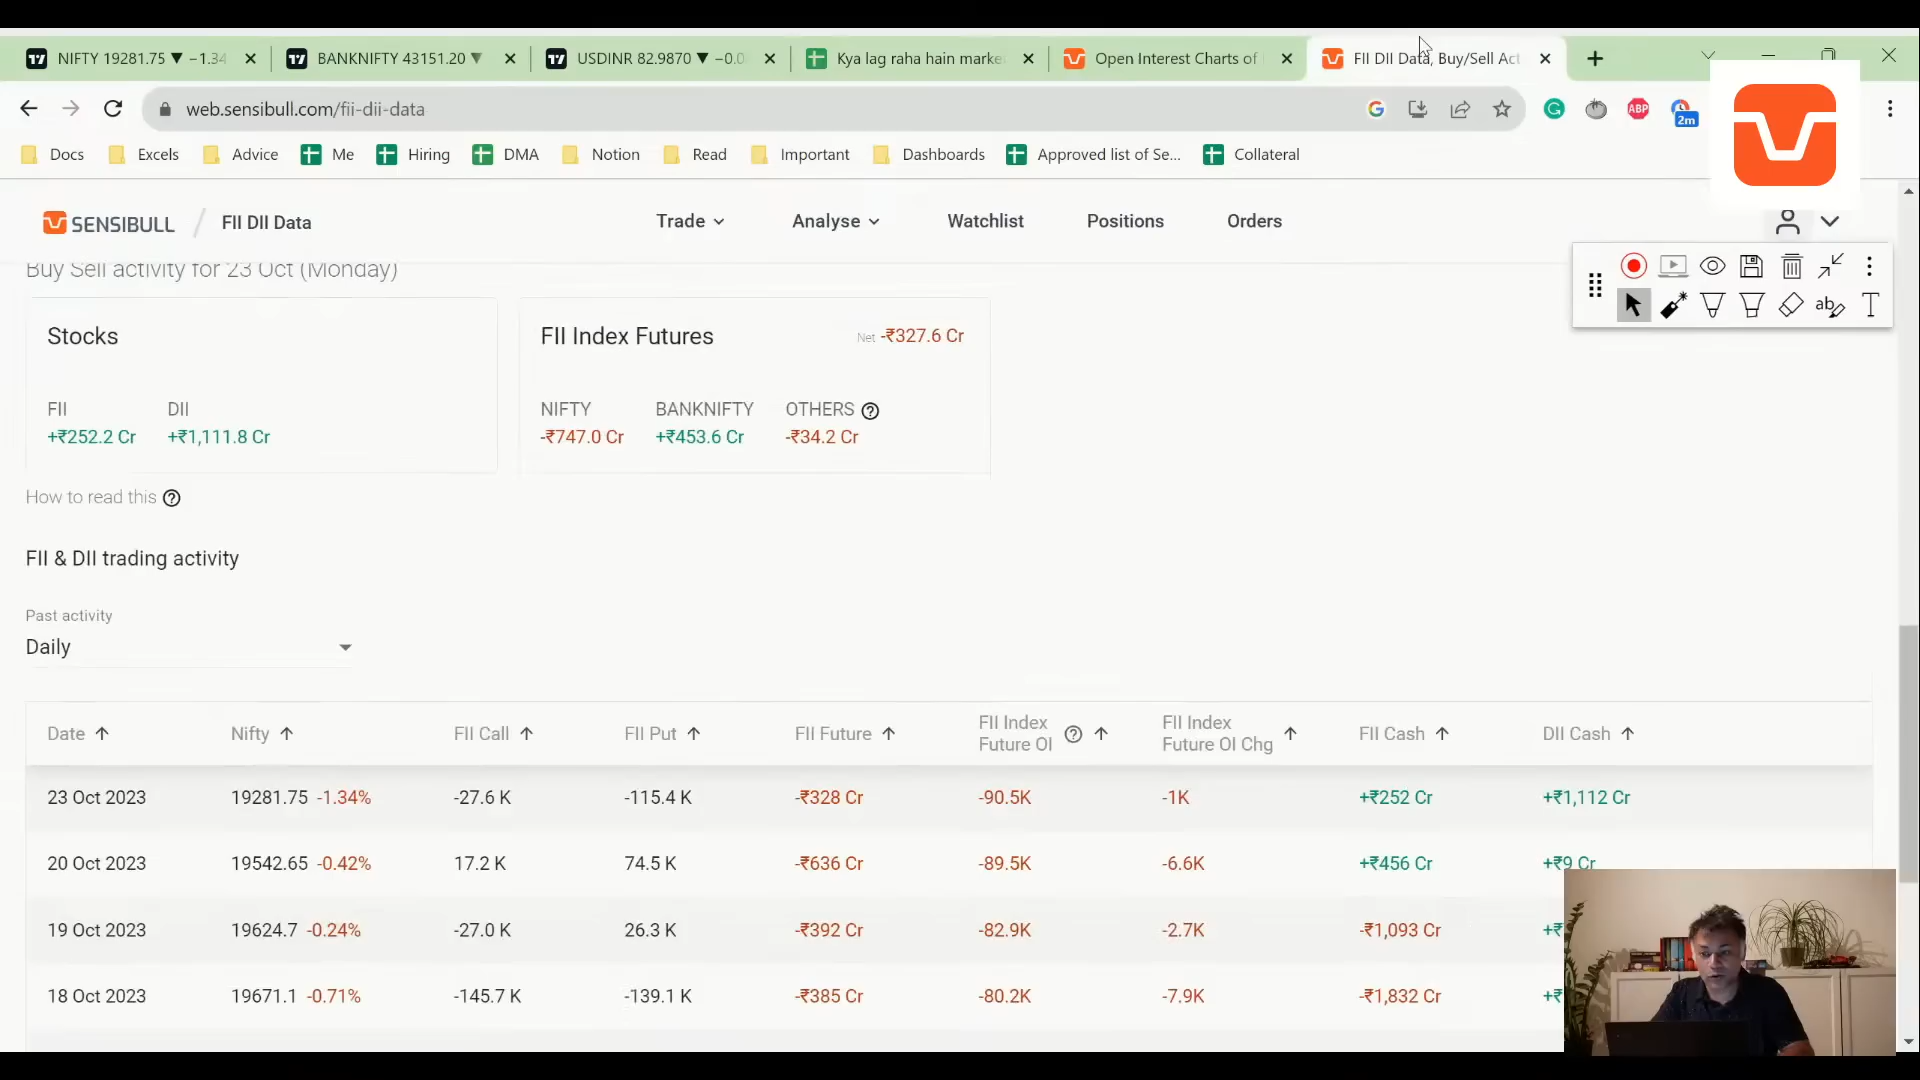 NIFTY 19281.75 ▼ −1.34
BANKNIFTY 43151.20 ▼
USDINR 82.9870 ▼ −0.0
Kya lag raha hain marke
Open Interest Charts of
FII DII Data, Buy/Sell Act
web.sensibull.com/fii-dii-data
ABP
2m
Docs
Excels
Advice
Me
Hiring
DMA
Notion
Read
Important
Dashboards
Approved list of Se...
Collateral
SENSIBULL / FII DII Data
Trade
Analyse
Watchlist
Positions
Orders
Buy Sell activity for 23 Oct (Monday)
Stocks
FII DII
+₹252.2 Cr +₹1,111.8 Cr
FII Index Futures Net -₹327.6 Cr
NIFTY BANKNIFTY OTHERS
-₹747.0 Cr +₹453.6 Cr -₹34.2 Cr
How to read this
FII & DII trading activity
Past activity
Daily
Date Nifty FII Call FII Put FII Future FII Index Future OI FII Index Future OI Chg FII Cash DII Cash
23 Oct 2023 19281.75 -1.34% -27.6 K -115.4 K -₹328 Cr -90.5K -1K +₹252 Cr +₹1,112 Cr
20 Oct 2023 19542.65 -0.42% 17.2 K 74.5 K -₹636 Cr -89.5K -6.6K +₹456 Cr +₹9 Cr
19 Oct 2023 19624.7 -0.24% -27.0 K 26.3 K -₹392 Cr -82.9K -2.7K -₹1,093 Cr +₹
18 Oct 2023 19671.1 -0.71% -145.7 K -139.1 K -₹385 Cr -80.2K -7.9K -₹1,832 Cr +₹